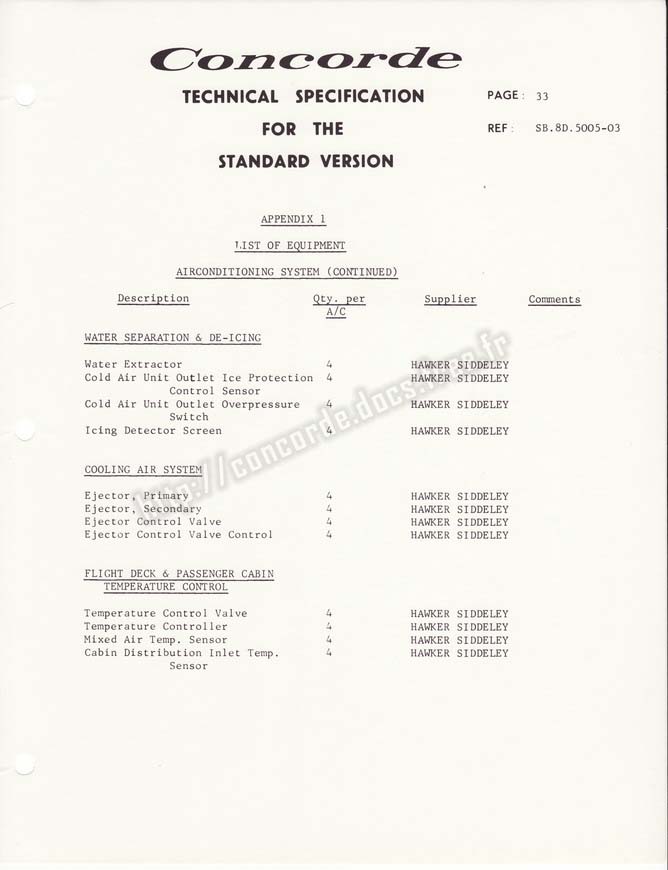 Concorde
TECHNICAL SPECIFICATION PAGE: 33
FOR THE REF: SB.8D.5005-03
STANDARD VERSION
APPENDIX 1
LIST OF EQUIPMENT
AIRCONDITIONING SYSTEM (CONTINUED)
Description Qty. per Supplier Comments
A/C
WATER SEPARATION & DE-ICING
Water Extractor 4 HAWKER SIDDELEY
Cold Air Unit Outlet Ice Protection 4 HAWKER SIDDELEY
Control Sensor
Cold Air Unit Outlet Overpressure 4 HAWKER SIDDELEY
Switch
Icing Detector Screen 4 HAWKER SIDDELEY
COOLING AIR SYSTEM
Ejector, Primary 4 HAWKER SIDDELEY
Ejector, Secondary 4 HAWKER SIDDELEY
Ejector Control Valve 4 HAWKER SIDDELEY
Ejector Control Valve Control 4 HAWKER SIDDELEY
FLIGHT DECK & PASSENGER CABIN
TEMPERATURE CONTROL
Temperature Control Valve 4 HAWKER SIDDELEY
Temperature Controller 4 HAWKER SIDDELEY
Mixed Air Temp. Sensor 4 HAWKER SIDDELEY
Cabin Distribution Inlet Temp. 4 HAWKER SIDDELEY
Sensor
http://concorde.docs.free.fr